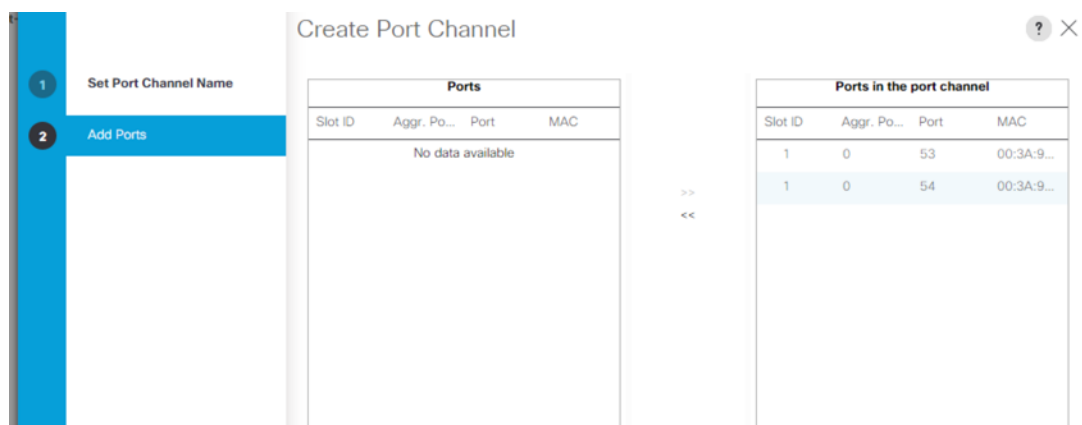 Create Port Channel
?
1 Set Port Channel Name
2 Add Ports
Ports
Slot ID Aggr. Po... Port MAC
No data available
>>
<<
Ports in the port channel
Slot ID Aggr. Po... Port MAC
1 0 53 00:3A:9...
1 0 54 00:3A:9...